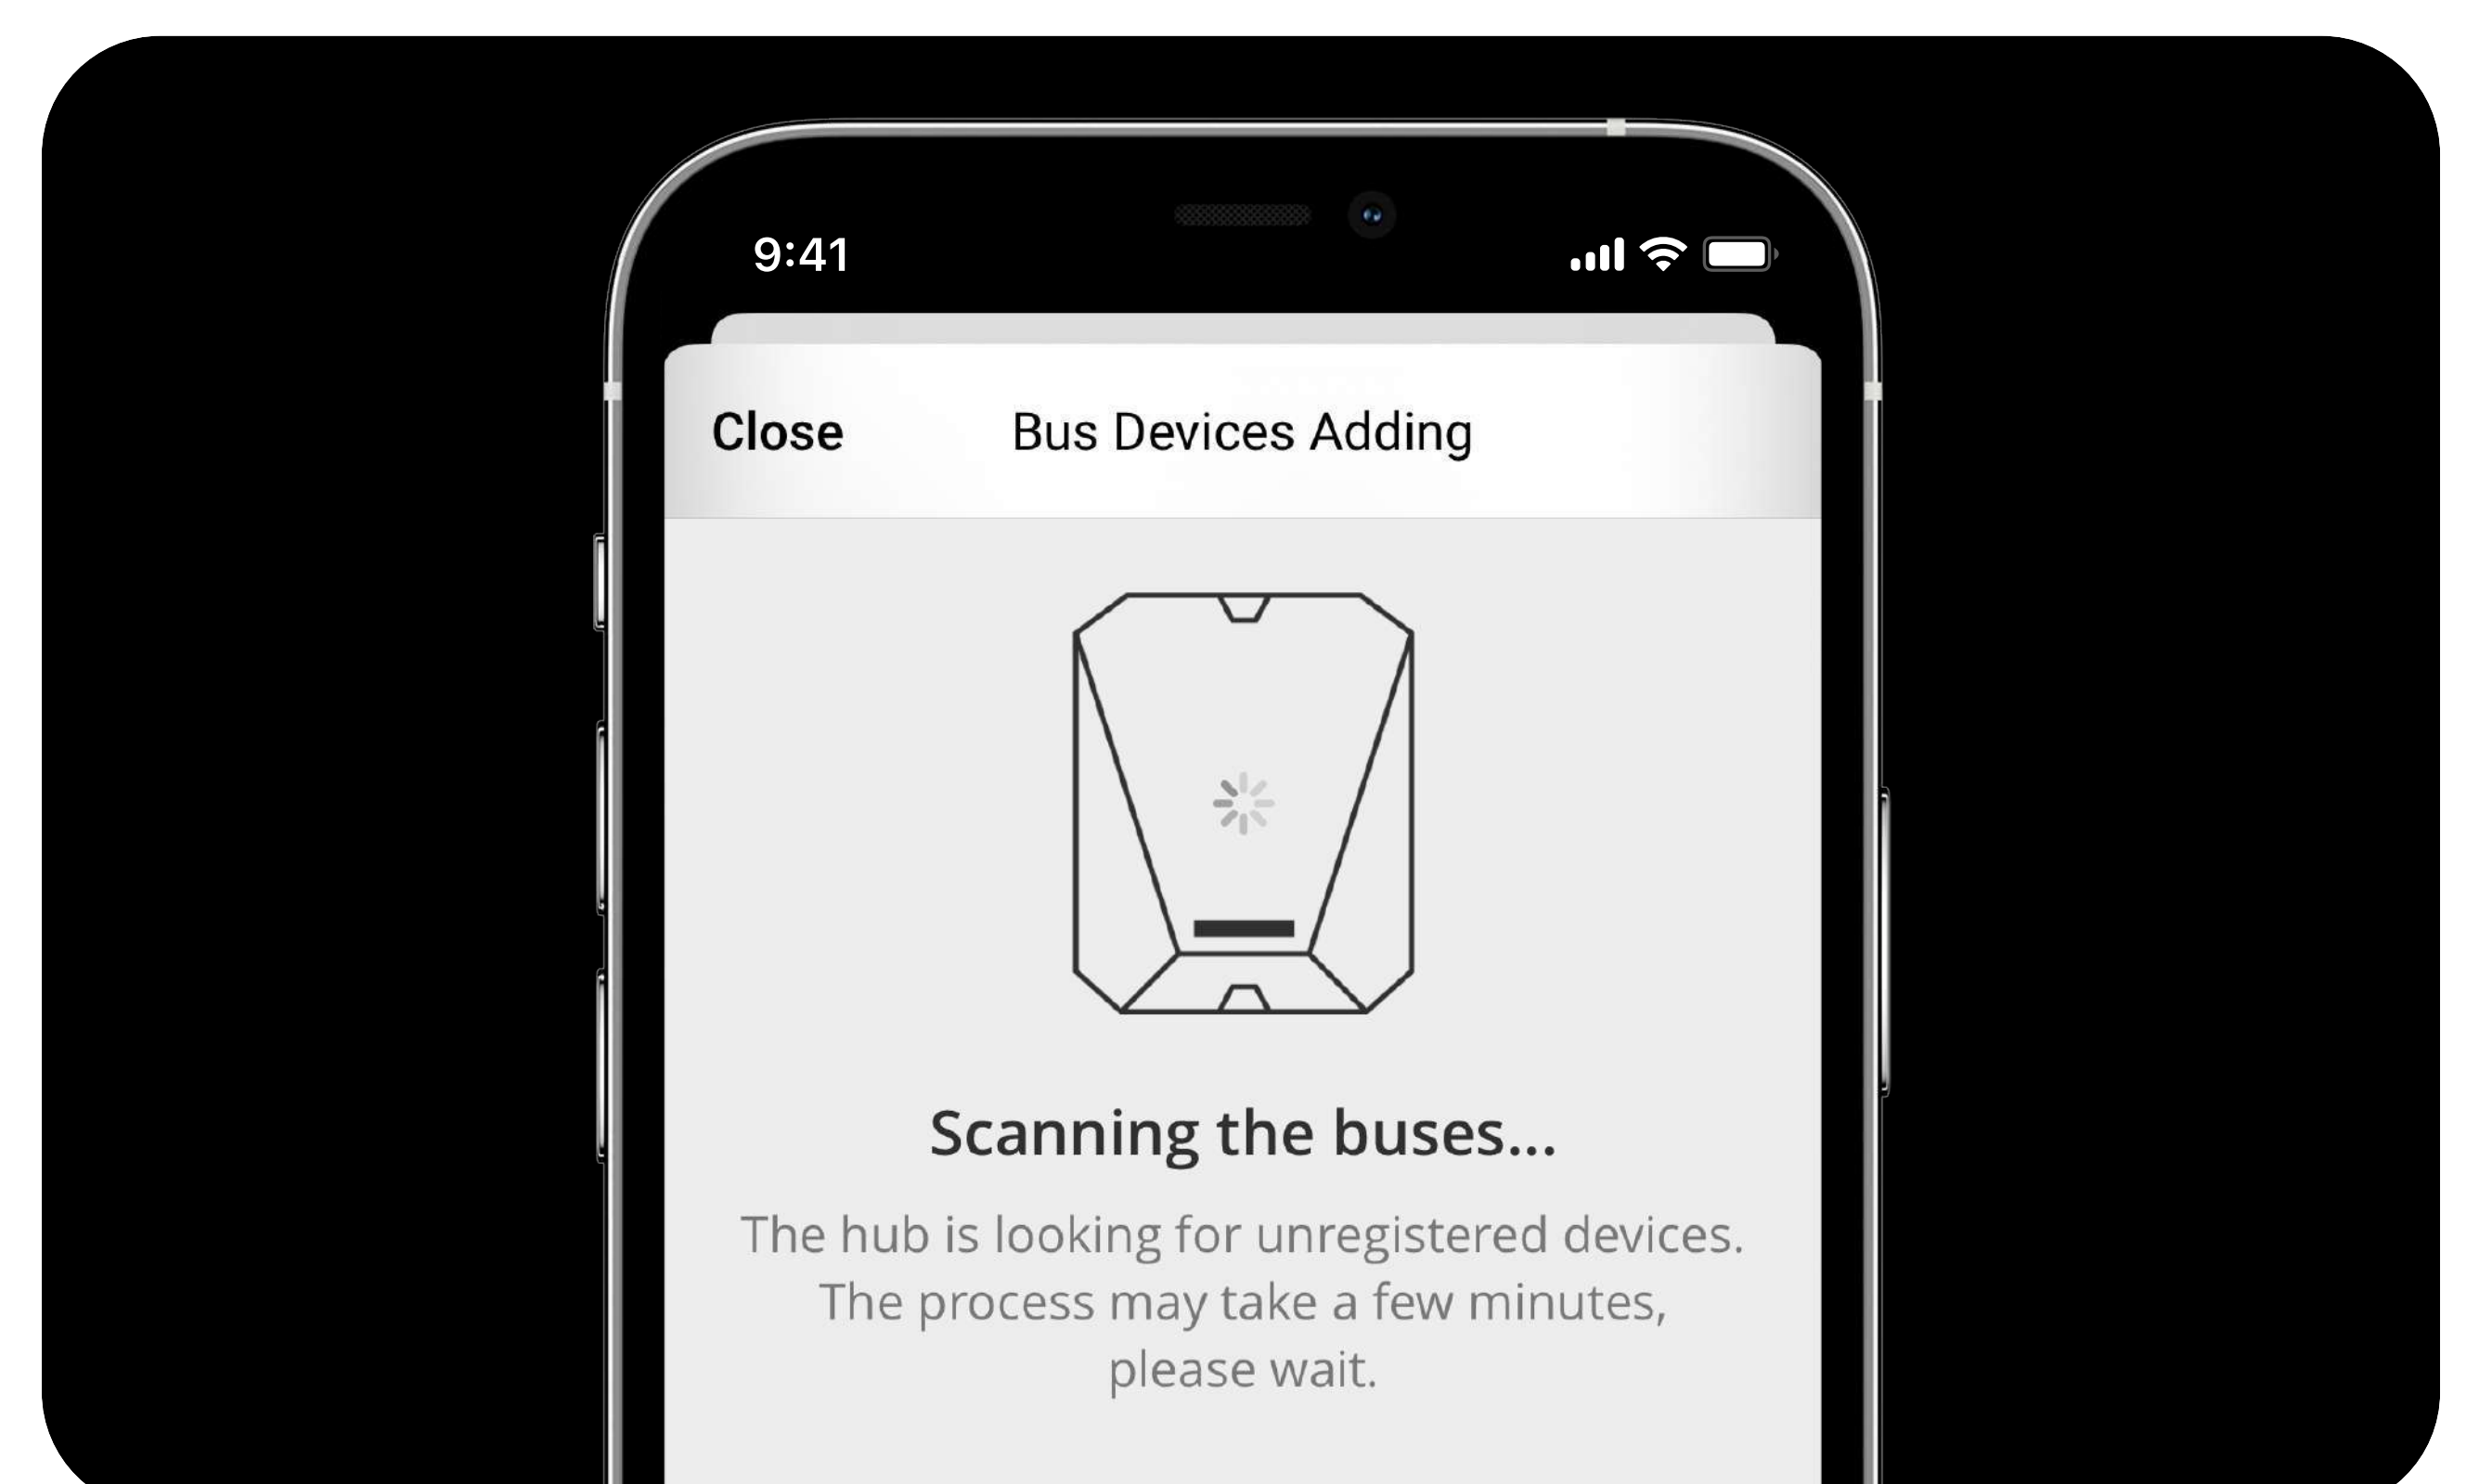 9:41
Close
Bus Devices Adding
Scanning the buses...
The hub is looking for unregistered devices.
The process may take a few minutes,
please wait.